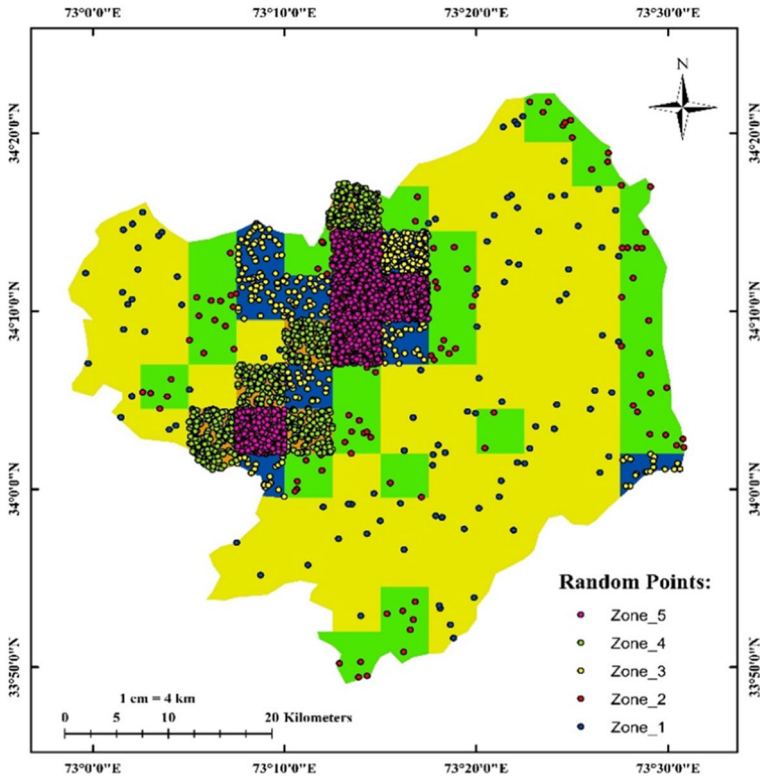 73°0'0"E 73°10'0"E 73°20'0"E 73°30'0"E
N
34°20'0"N 34°20'0"N
34°10'0"N 34°10'0"N
34°0'0"N 34°0'0"N
Random Points:
Zone_5
Zone_4
Zone_3
Zone_2
Zone_1
33°50'0"N 33°50'0"N
1 cm = 4 km
0 5 10 20 Kilometers
73°0'0"E 73°10'0"E 73°20'0"E 73°30'0"E